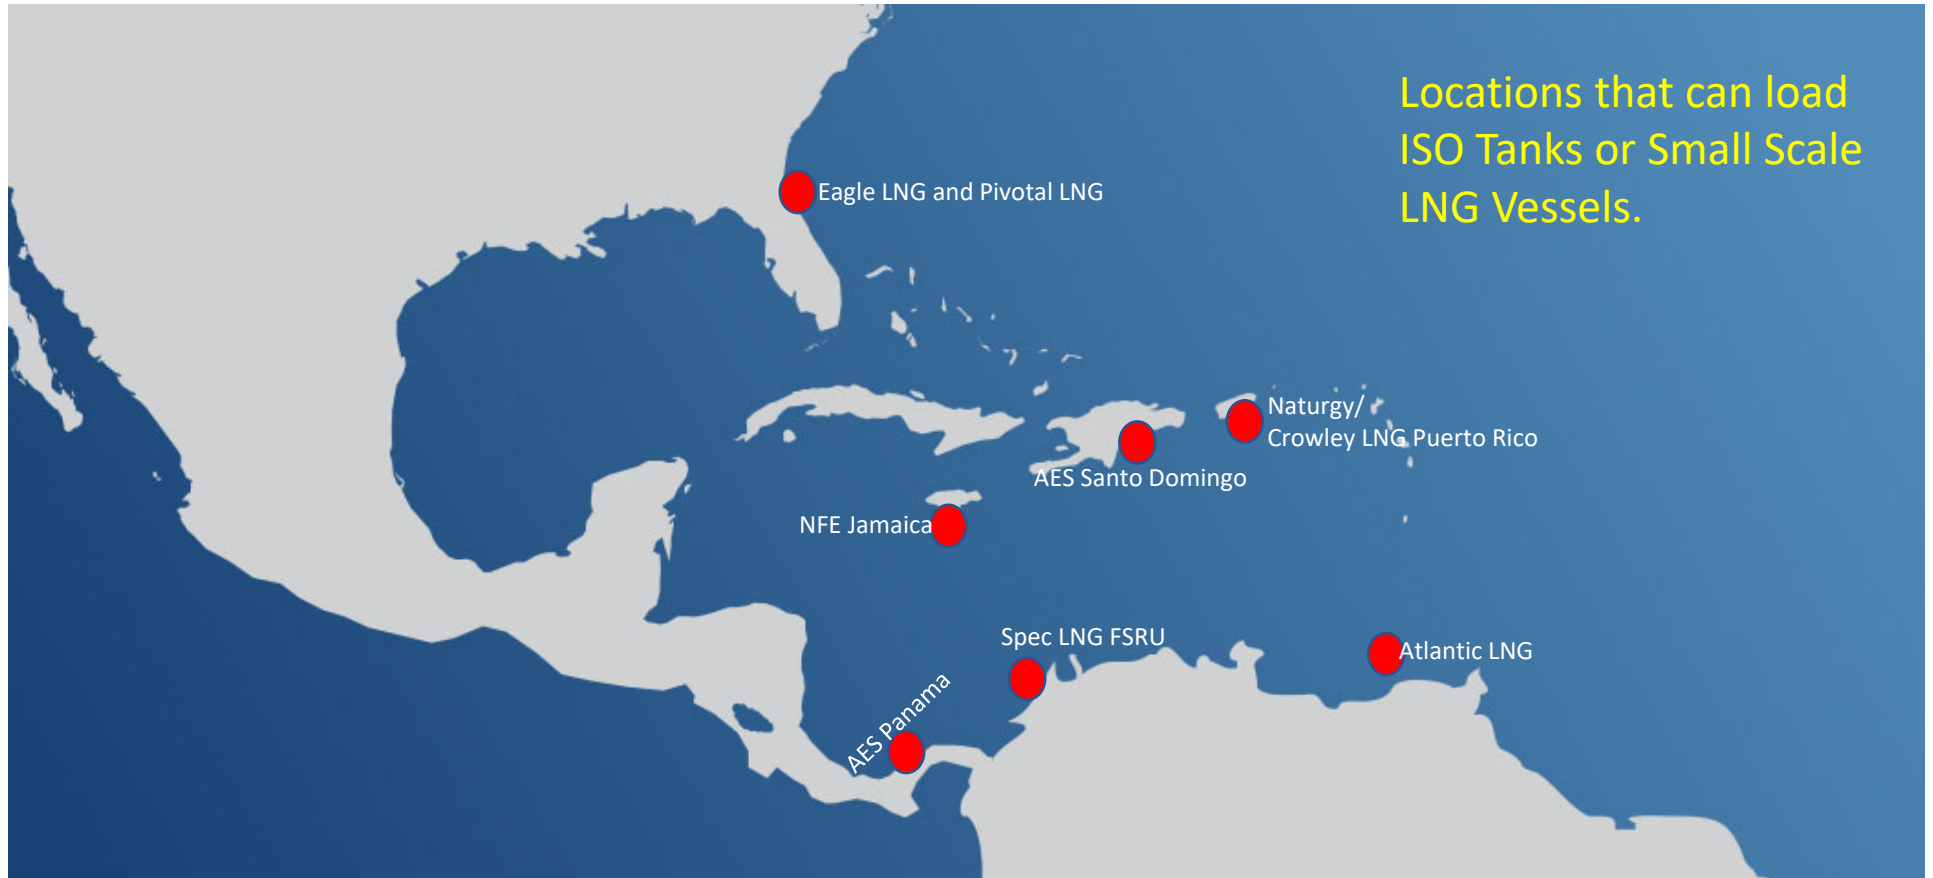 Locations that can load
ISO Tanks or Small Scale
LNG Vessels.
Eagle LNG and Pivotal LNG
Naturgy/
Crowley LNG Puerto Rico
AES Santo Domingo
NFE Jamaica
Spec LNG FSRU
Atlantic LNG
AES Panama